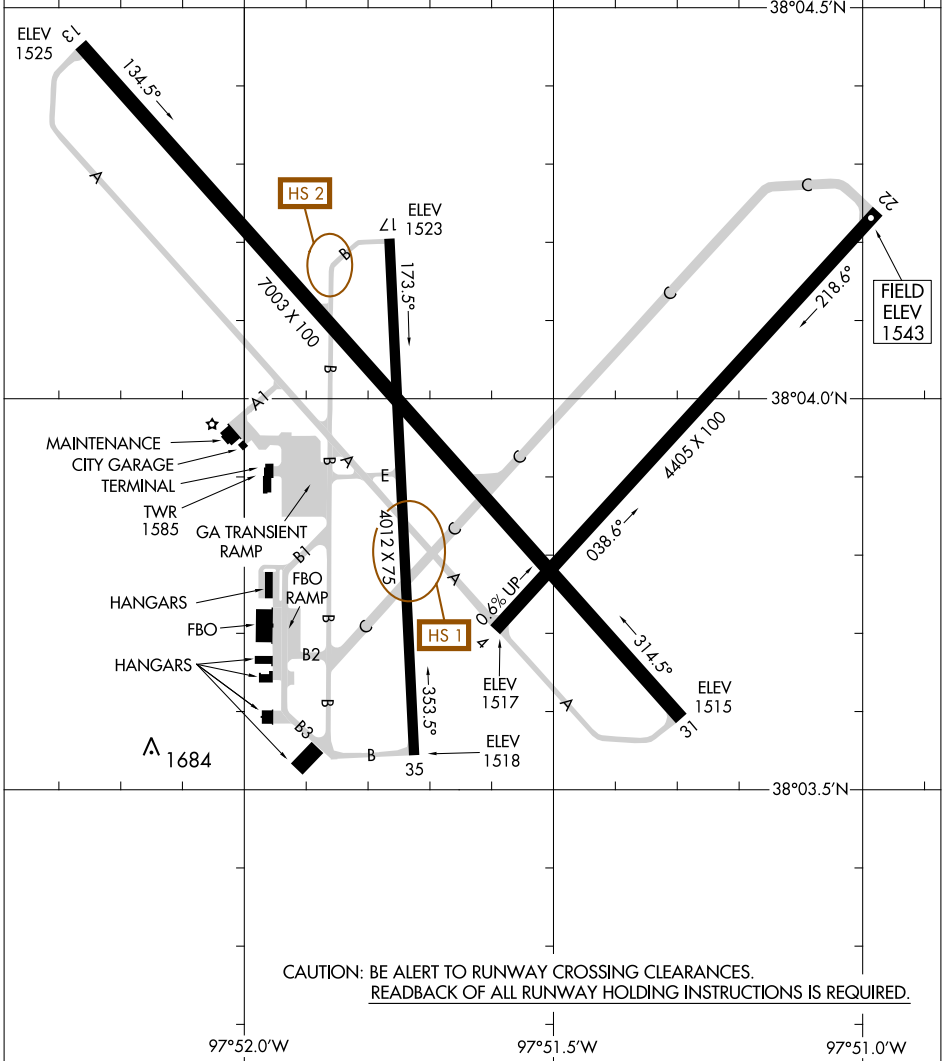 38°04.5'N
ELEV
1525
13
134.5°
A
HS 2
B
17
ELEV
1523
173.5°
C
22
218.6°
FIELD
ELEV
1543
C
7003 X 100
B
38°04.0'N
A1
4405 X 100
MAINTENANCE
CITY GARAGE
TERMINAL
TWR
1585
B
A
E
C
GA TRANSIENT
RAMP
4012 X 75
C
038.6°
B1
FBO
RAMP
A
0.6% UP
HANGARS
FBO
B
C
HS 1
4
314.5°
HANGARS
B2
353.5°
ELEV
1517
ELEV
1515
B
A
31
B3
B
35
ELEV
1518
1684
38°03.5'N
CAUTION: BE ALERT TO RUNWAY CROSSING CLEARANCES.
READBACK OF ALL RUNWAY HOLDING INSTRUCTIONS IS REQUIRED.
97°52.0'W
97°51.5'W
97°51.0'W